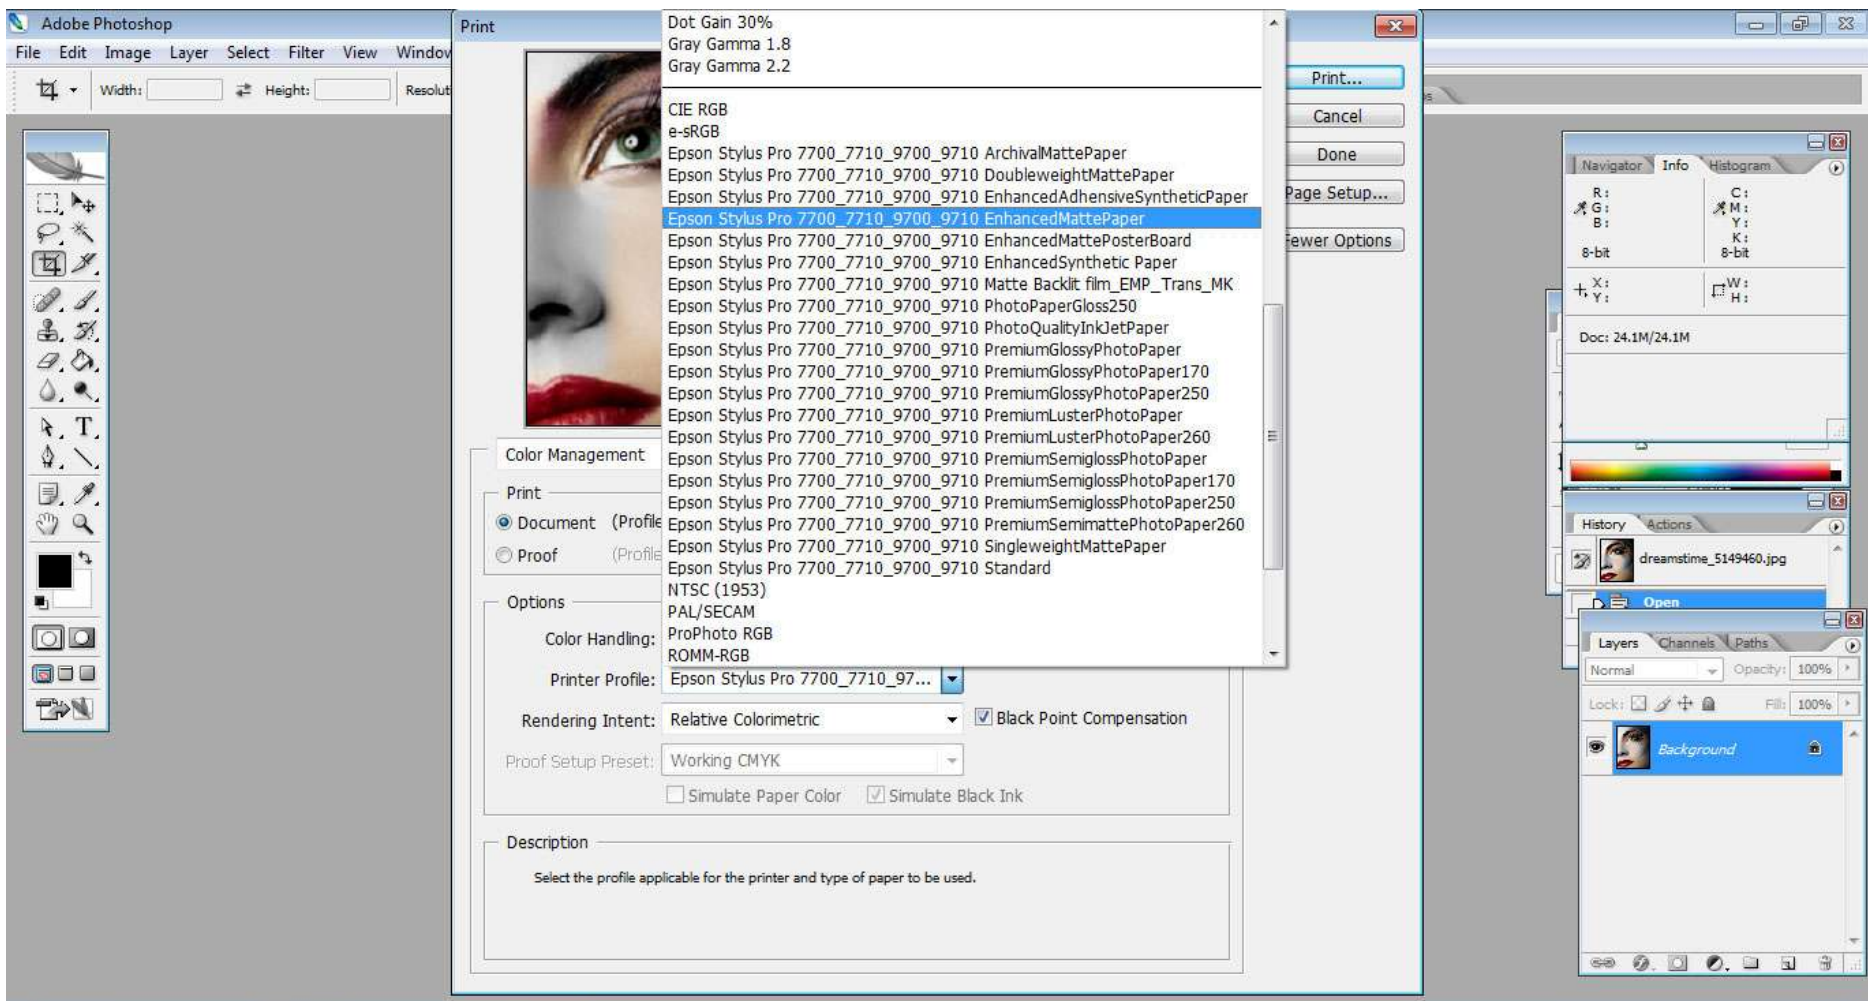 Adobe Photoshop
File Edit Image Layer Select Filter View Window
Width: Height: Resolut
Print
Dot Gain 30%
Gray Gamma 1.8
Gray Gamma 2.2
CIE RGB
e-sRGB
Epson Stylus Pro 7700_7710_9700_9710 ArchivalMattePaper
Epson Stylus Pro 7700_7710_9700_9710 DoubleweightMattePaper
Epson Stylus Pro 7700_7710_9700_9710 EnhancedAdhensiveSyntheticPaper
Epson Stylus Pro 7700_7710_9700_9710 EnhancedMattePaper
Epson Stylus Pro 7700_7710_9700_9710 EnhancedMattePosterBoard
Epson Stylus Pro 7700_7710_9700_9710 EnhancedSynthetic Paper
Epson Stylus Pro 7700_7710_9700_9710 Matte Backlit film_EMP_Trans_MK
Epson Stylus Pro 7700_7710_9700_9710 PhotoPaperGloss250
Epson Stylus Pro 7700_7710_9700_9710 PhotoQualityInkJetPaper
Epson Stylus Pro 7700_7710_9700_9710 PremiumGlossyPhotoPaper
Epson Stylus Pro 7700_7710_9700_9710 PremiumGlossyPhotoPaper170
Epson Stylus Pro 7700_7710_9700_9710 PremiumGlossyPhotoPaper250
Epson Stylus Pro 7700_7710_9700_9710 PremiumLusterPhotoPaper
Epson Stylus Pro 7700_7710_9700_9710 PremiumLusterPhotoPaper260
Epson Stylus Pro 7700_7710_9700_9710 PremiumSemiglossPhotoPaper
Epson Stylus Pro 7700_7710_9700_9710 PremiumSemiglossPhotoPaper170
Epson Stylus Pro 7700_7710_9700_9710 PremiumSemiglossPhotoPaper250
Epson Stylus Pro 7700_7710_9700_9710 PremiumSemimattePhotoPaper260
Epson Stylus Pro 7700_7710_9700_9710 SingleweightMattePaper
Epson Stylus Pro 7700_7710_9700_9710 Standard
NTSC (1953)
PAL/SECAM
ProPhoto RGB
ROMM-RGB
Print...
Cancel
Done
Page Setup...
Fewer Options
Color Management
Print
Document (Profile
Proof (Profile
Options
Color Handling:
Printer Profile: Epson Stylus Pro 7700_7710_97...
Rendering Intent: Relative Colorimetric Black Point Compensation
Proof Setup Preset: Working CMYK
Simulate Paper Color Simulate Black Ink
Description
Select the profile applicable for the printer and type of paper to be used.
Navigator Info Histogram
R: C:
G: M:
B: Y:
K:
8-bit 8-bit
X: W:
Y: H:
Doc: 24.1M/24.1M
History Actions
dreamstime_5149460.jpg
Open
Layers Channels Paths
Normal Opacity: 100%
Lock: Fill: 100%
Background